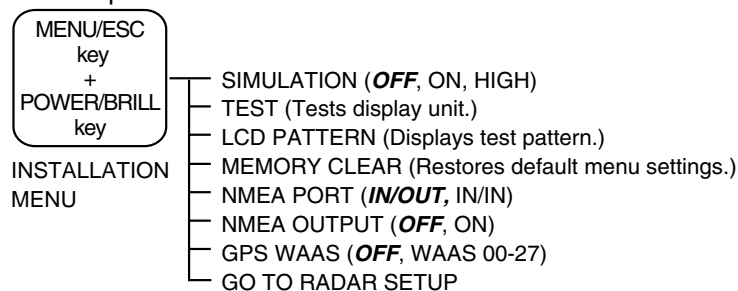 MENU/ESC
key
+
POWER/BRILL
key
INSTALLATION
MENU
SIMULATION (OFF, ON, HIGH)
TEST (Tests display unit.)
LCD PATTERN (Displays test pattern.)
MEMORY CLEAR (Restores default menu settings.)
NMEA PORT (IN/OUT, IN/IN)
NMEA OUTPUT (OFF, ON)
GPS WAAS (OFF, WAAS 00-27)
GO TO RADAR SETUP